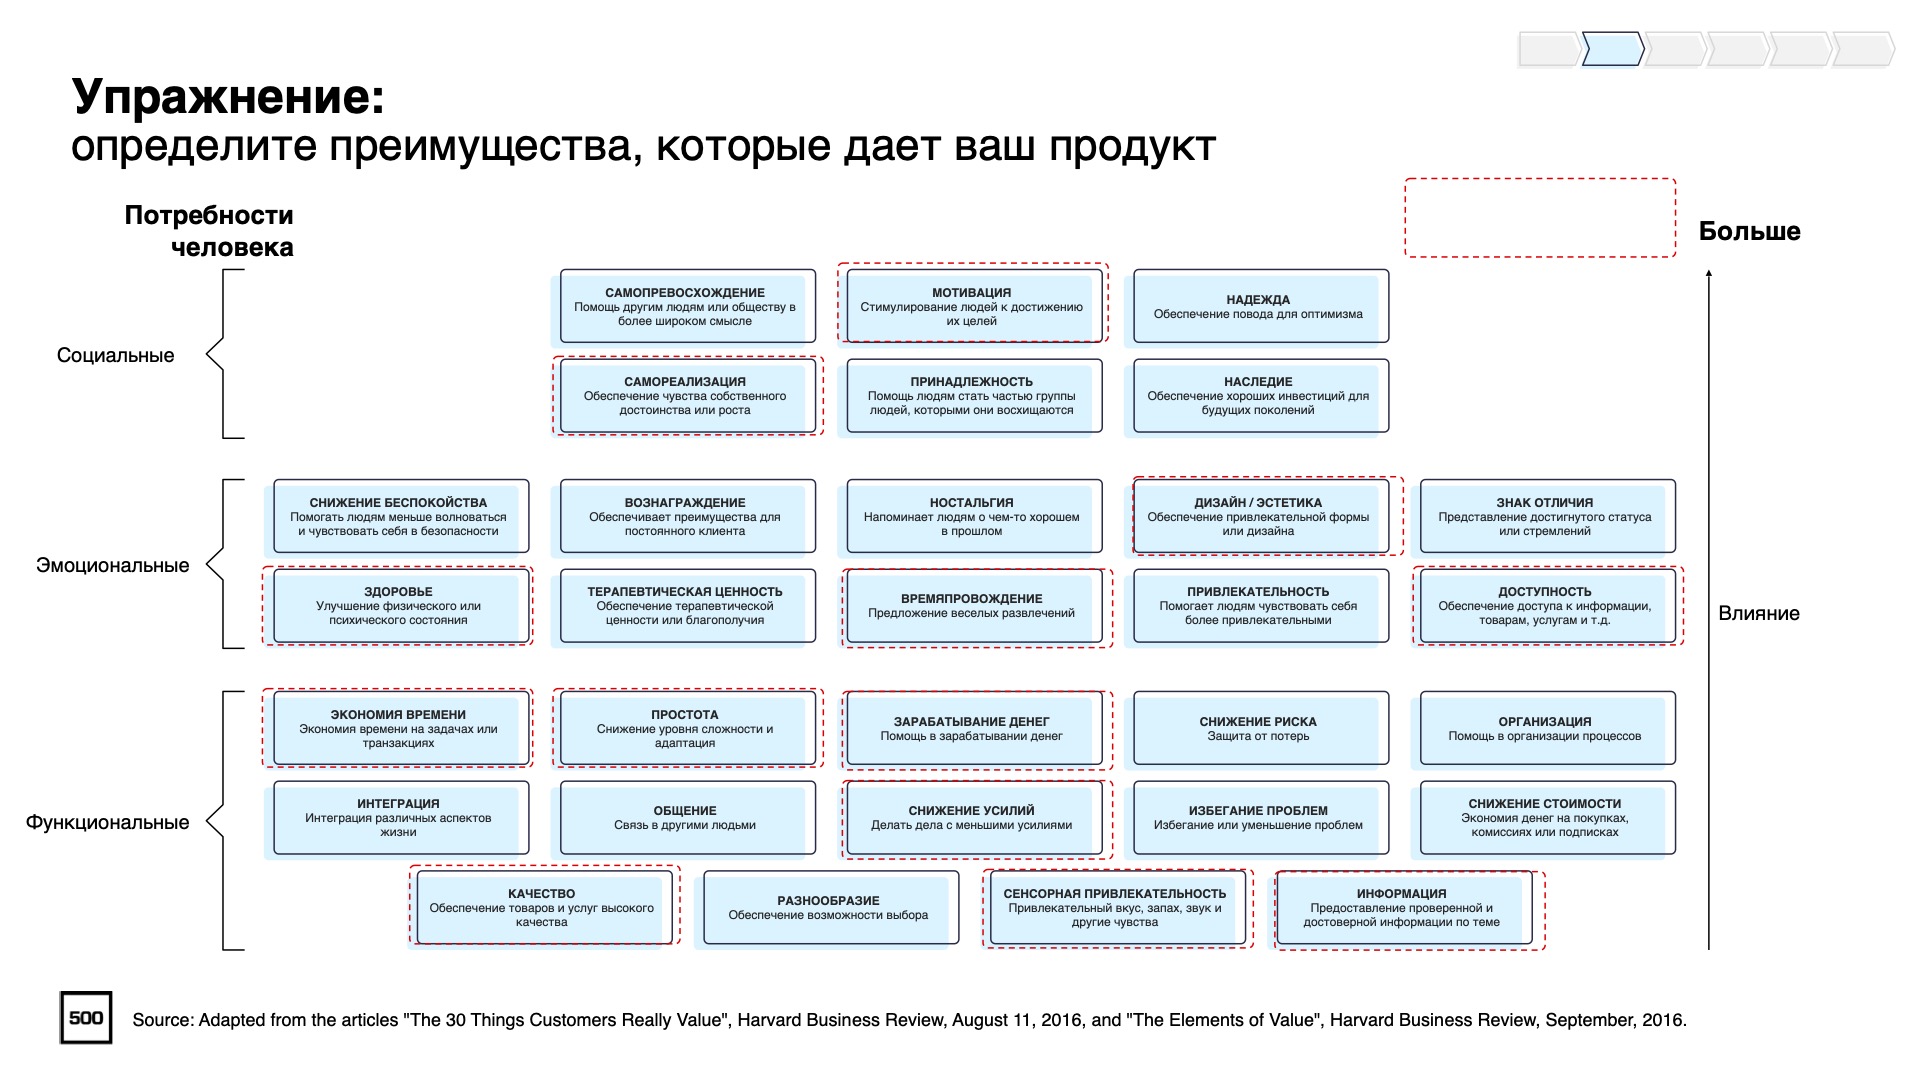 Упражнение:
определите преимущества, которые дает ваш продукт
Потребности
человека
Больше
Социальные
САМОПРЕВОСХОЖДЕНИЕ
Помощь другим людям или обществу в
более широком смысле
МОТИВАЦИЯ
Стимулирование людей к достижению
их целей
НАДЕЖДА
Обеспечение повода для оптимизма
САМОРЕАЛИЗАЦИЯ
Обеспечение чувства собственного
достоинства или роста
ПРИНАДЛЕЖНОСТЬ
Помощь людям стать частью группы
людей, которыми они восхищаются
НАСЛЕДИЕ
Обеспечение хороших инвестиций для
будущих поколений
Эмоциональные
СНИЖЕНИЕ БЕСПОКОЙСТВА
Помогать людям меньше волноваться
и чувствовать себя в безопасности
ВОЗНАГРАЖДЕНИЕ
Обеспечивает преимущества для
постоянного клиента
НОСТАЛЬГИЯ
Напоминает людям о чем-то хорошем
в прошлом
ДИЗАЙН / ЭСТЕТИКА
Обеспечение привлекательной формы
или дизайна
ЗНАК ОТЛИЧИЯ
Представление достигнутого статуса
или стремлений
ЗДОРОВЬЕ
Улучшение физического или
психического состояния
ТЕРАПЕВТИЧЕСКАЯ ЦЕННОСТЬ
Обеспечение терапевтической
ценности или благополучия
ВРЕМЯПРОВОЖДЕНИЕ
Предложение веселых развлечений
ПРИВЛЕКАТЕЛЬНОСТЬ
Помогает людям чувствовать себя
более привлекательными
ДОСТУПНОСТЬ
Обеспечение доступа к информации,
товарам, услугам и т.д.
Влияние
Функциональные
ЭКОНОМИЯ ВРЕМЕНИ
Экономия времени на задачах или
транзакциях
ПРОСТОТА
Снижение уровня сложности и
адаптация
ЗАРАБАТЫВАНИЕ ДЕНЕГ
Помощь в зарабатывании денег
СНИЖЕНИЕ РИСКА
Защита от потерь
ОРГАНИЗАЦИЯ
Помощь в организации процессов
ИНТЕГРАЦИЯ
Интеграция различных аспектов
жизни
ОБЩЕНИЕ
Связь в другими людьми
СНИЖЕНИЕ УСИЛИЙ
Делать дела с меньшими усилиями
ИЗБЕГАНИЕ ПРОБЛЕМ
Избегание или уменьшение проблем
СНИЖЕНИЕ СТОИМОСТИ
Экономия денег на покупках,
комиссиях или подписках
КАЧЕСТВО
Обеспечение товаров и услуг высокого
качества
РАЗНООБРАЗИЕ
Обеспечение возможности выбора
СЕНСОРНАЯ ПРИВЛЕКАТЕЛЬНОСТЬ
Привлекательный вкус, запах, звук и
другие чувства
ИНФОРМАЦИЯ
Предоставление проверенной и
достоверной информации по теме
500
Source: Adapted from the articles "The 30 Things Customers Really Value", Harvard Business Review, August 11, 2016, and "The Elements of Value", Harvard Business Review, September, 2016.